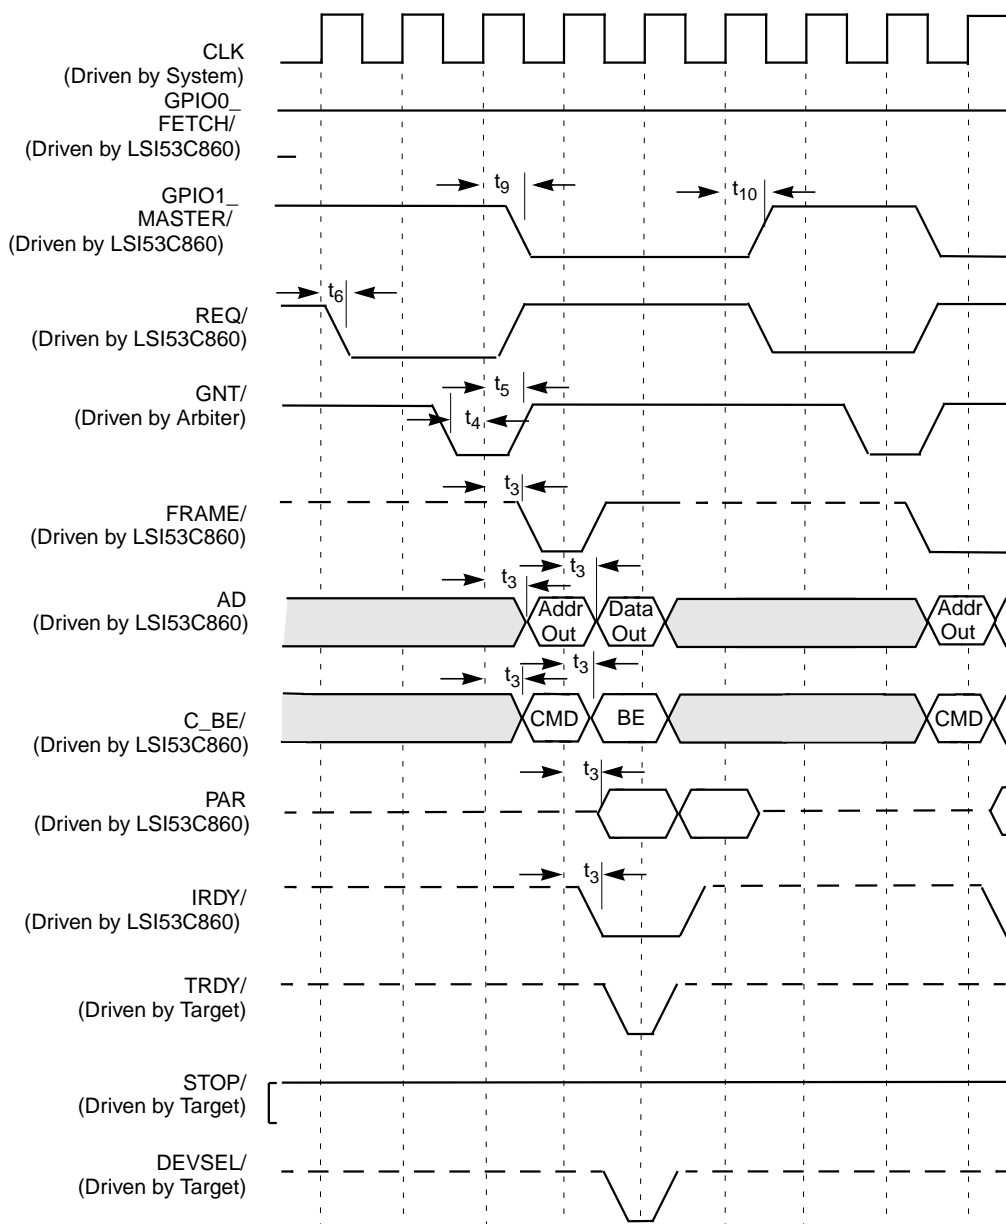 CLK
(Driven by System)
GPIO0_
FETCH/
(Driven by LSI53C860)
t9
t10
GPIO1_
MASTER/
(Driven by LSI53C860)
t6
REQ/
(Driven by LSI53C860)
t5
GNT/
(Driven by Arbiter)
t4
t3
FRAME/
(Driven by LSI53C860)
t3
t3
AD
(Driven by LSI53C860)
Addr
Out
Data
Out
Addr
Out
t3
t3
C_BE/
(Driven by LSI53C860)
CMD
BE
CMD
t3
PAR
(Driven by LSI53C860)
t3
IRDY/
(Driven by LSI53C860)
TRDY/
(Driven by Target)
STOP/
(Driven by Target)
DEVSEL/
(Driven by Target)